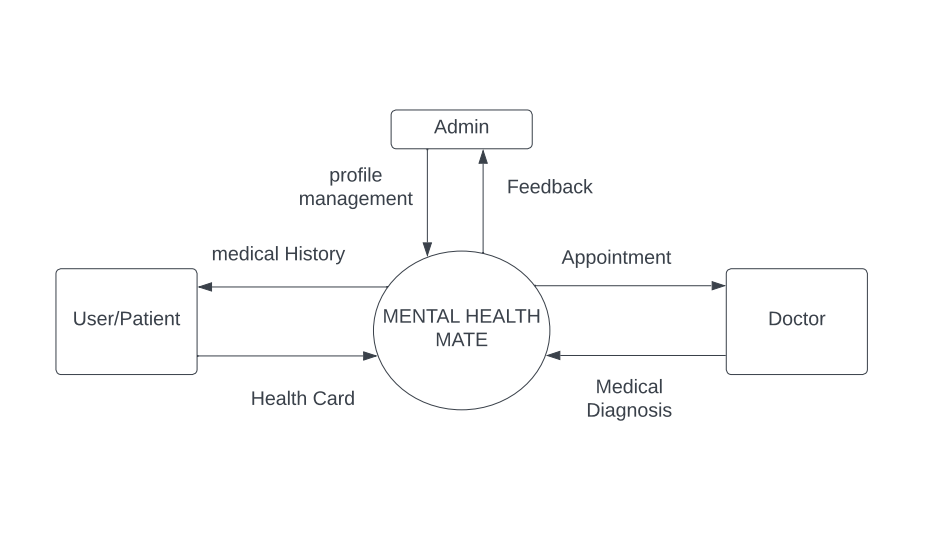 Admin
profile
management
Feedback
medical History
Appointment
User/Patient
MENTAL HEALTH
MATE
Doctor
Health Card
Medical
Diagnosis